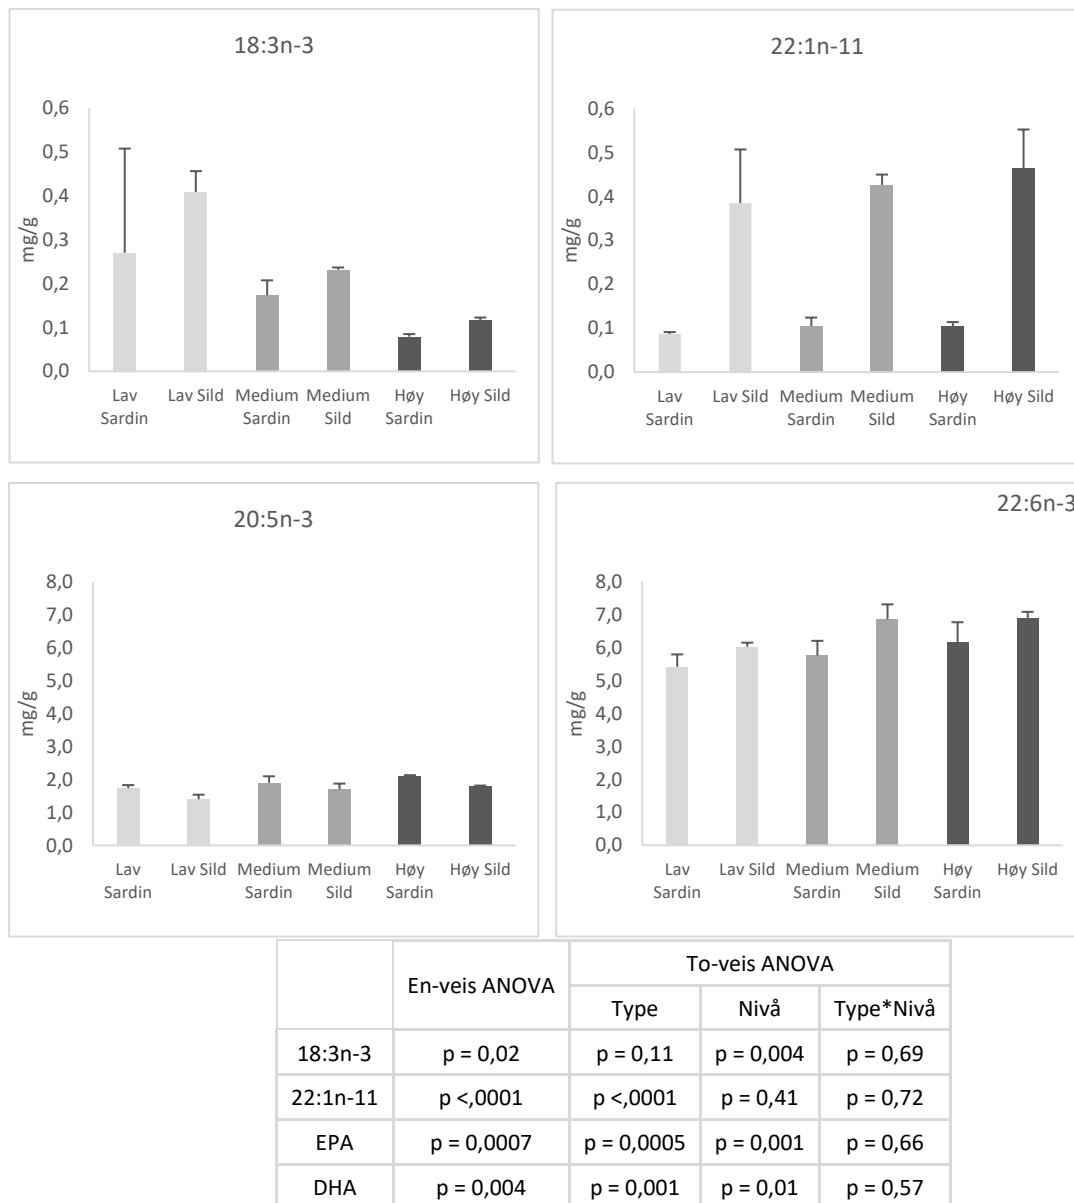 18:3n-3
0,6
0,5
0,4
0,3
0,2
0,1
0,0
mg/g
Lav Sardin
Lav Sild
Medium Sardin
Medium Sild
Høy Sardin
Høy Sild
22:1n-11
0,6
0,5
0,4
0,3
0,2
0,1
0,0
mg/g
Lav Sardin
Lav Sild
Medium Sardin
Medium Sild
Høy Sardin
Høy Sild
20:5n-3
8,0
7,0
6,0
5,0
4,0
3,0
2,0
1,0
0,0
mg/g
Lav Sardin
Lav Sild
Medium Sardin
Medium Sild
Høy Sardin
Høy Sild
22:6n-3
8,0
7,0
6,0
5,0
4,0
3,0
2,0
1,0
0,0
mg/g
Lav Sardin
Lav Sild
Medium Sardin
Medium Sild
Høy Sardin
Høy Sild
En-veis ANOVA To-veis ANOVA
Type Nivå Type*Nivå
18:3n-3 p = 0,02 p = 0,11 p = 0,004 p = 0,69
22:1n-11 p <,0001 p <,0001 p = 0,41 p = 0,72
EPA p = 0,0007 p = 0,0005 p = 0,001 p = 0,66
DHA p = 0,004 p = 0,001 p = 0,01 p = 0,57